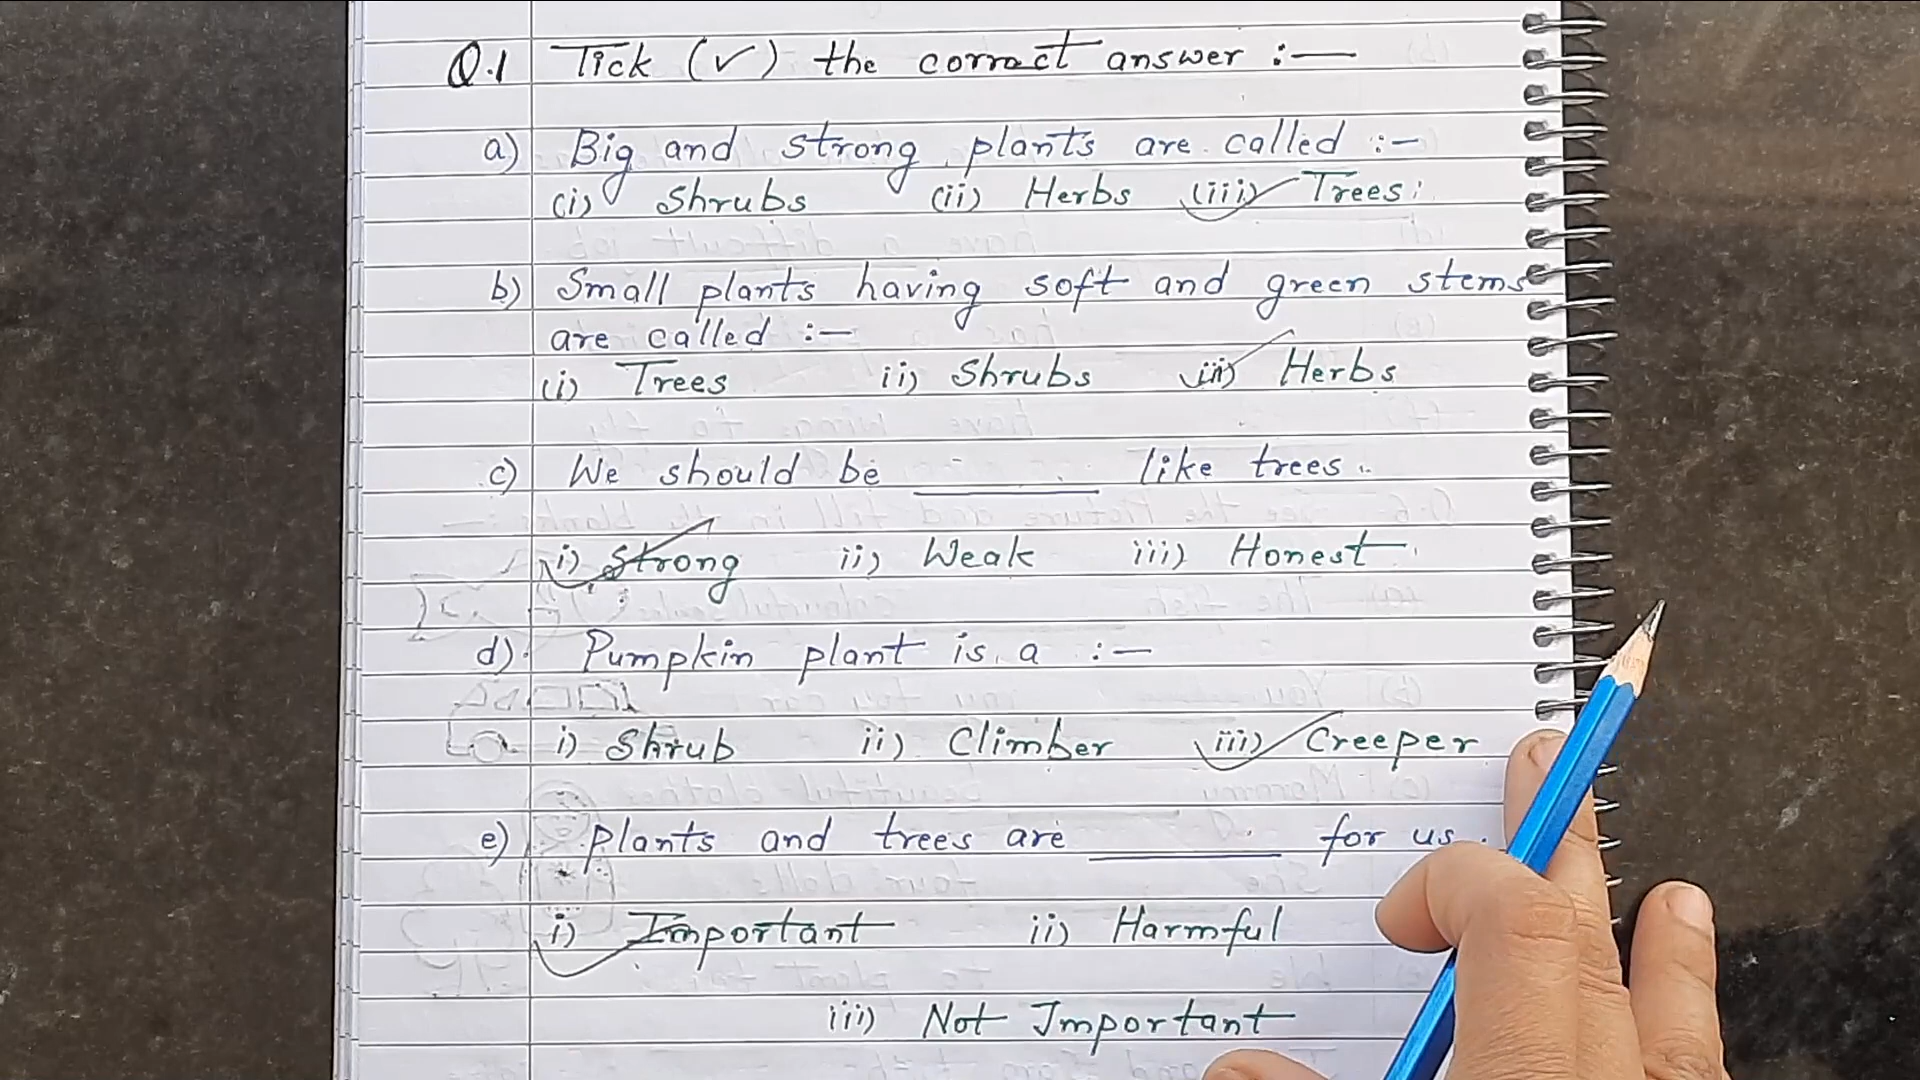 Q.1 Tick (✓) the correct answer :—
a) Big and strong plants are called :-
(i) Shrubs (ii) Herbs (iii) Trees.
b) Small plants having soft and green stems
are called :—
(i) Trees ii) Shrubs iii) Herbs
c) We should be ______ like trees.
i) Strong ii) Weak iii) Honest.
d) Pumpkin plant is a :—
i) Shrub ii) Climber iii) Creeper
e) Plants and trees are ______ for us.
i) Important ii) Harmful
iii) Not Important